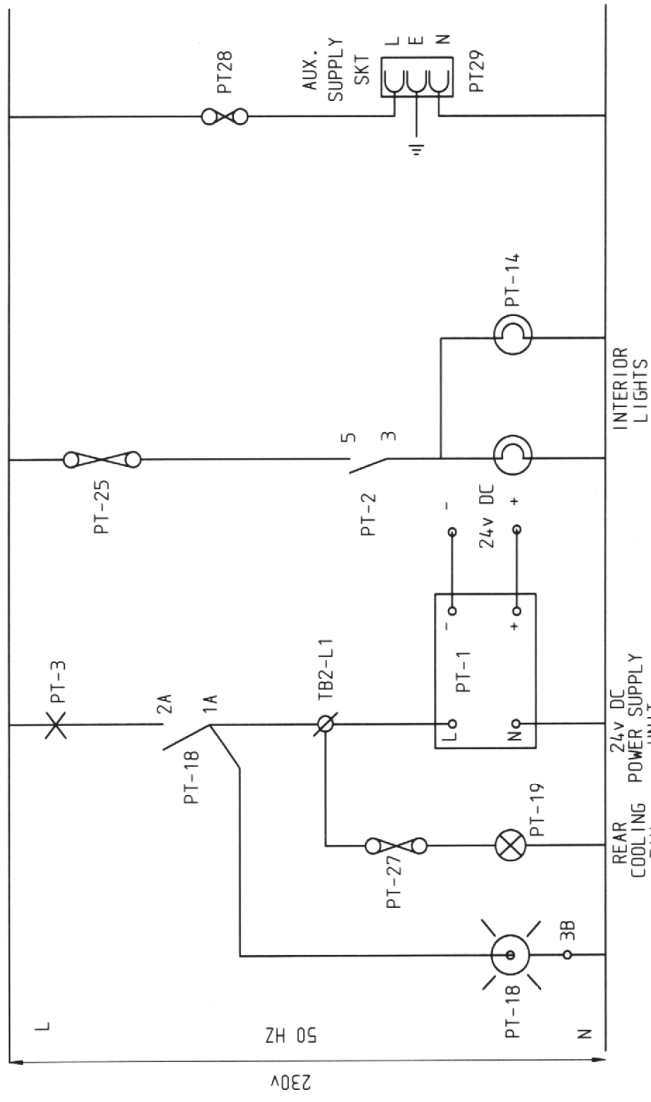 230v
50 HZ
L
N
PT-18
3B
PT-3
2A
1A
PT-18
TB2-L1
PT-27
PT-19
REAR
COOLING
L
N
PT-1
-
+
-
24v DC
+
24v DC
POWER SUPPLY
PT-25
5
3
PT-2
PT-14
INTERIOR
LIGHTS
PT28
AUX.
SUPPLY
SKT
L
E
N
PT29